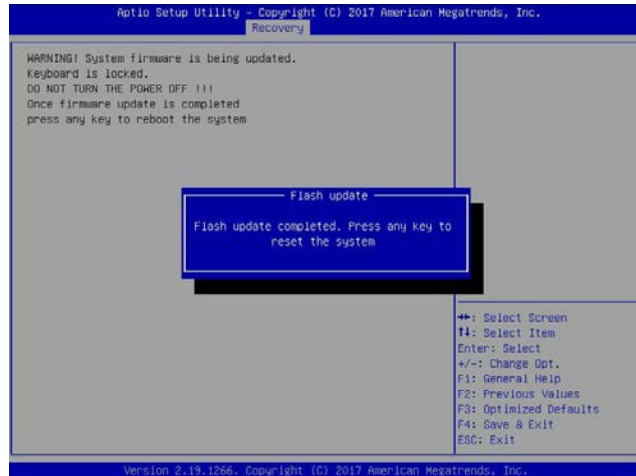 Aptio Setup Utility – Copyright (C) 2017 American Megatrends, Inc.
Recovery
WARNING! System firmware is being updated.
Keyboard is locked.
DO NOT TURN THE POWER OFF !!!
Once firmware update is completed
press any key to reboot the system
Flash update
Flash update completed. Press any key to
reset the system
→←: Select Screen
↑↓: Select Item
Enter: Select
+/-: Change Opt.
F1: General Help
F2: Previous Values
F3: Optimized Defaults
F4: Save & Exit
ESC: Exit
Version 2.19.1266. Copyright (C) 2017 American Megatrends, Inc.